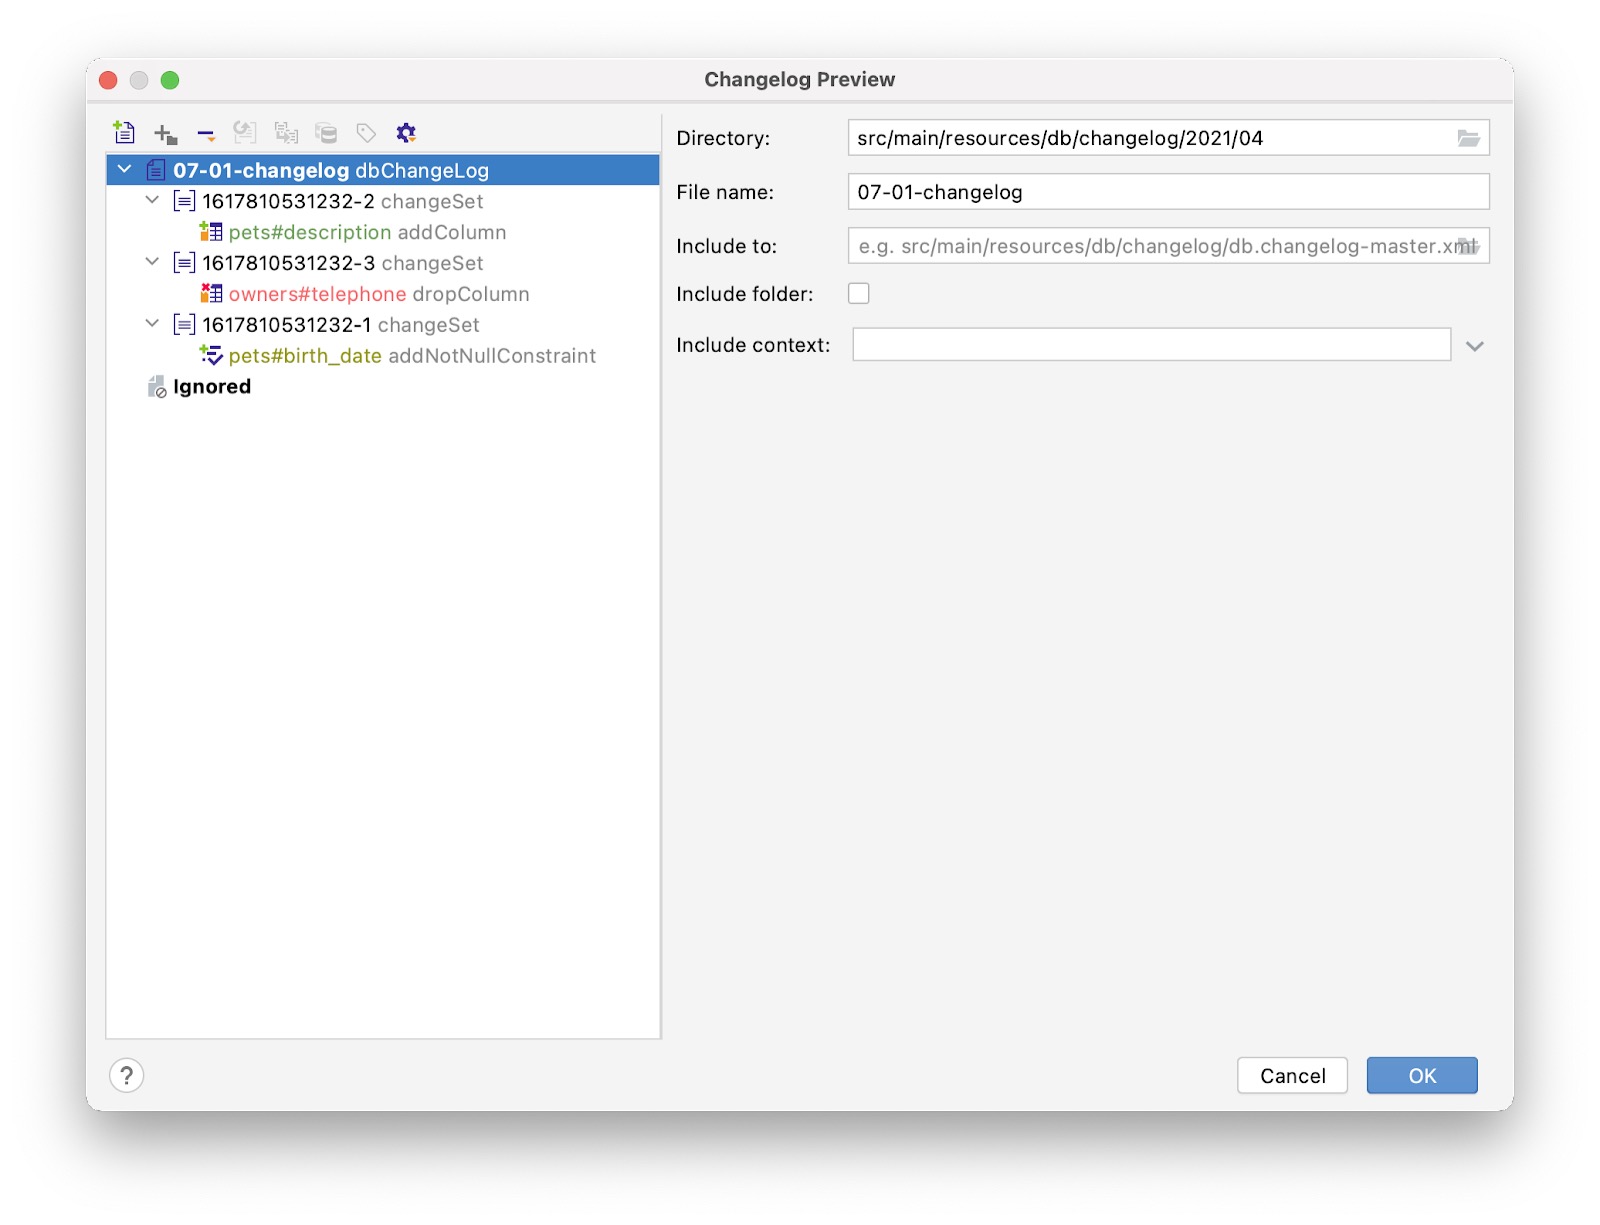 Changelog Preview
07-01-changelog dbChangeLog
1617810531232-2 changeSet
pets#description addColumn
1617810531232-3 changeSet
owners#telephone dropColumn
1617810531232-1 changeSet
pets#birth_date addNotNullConstraint
Ignored
Directory: src/main/resources/db/changelog/2021/04
File name: 07-01-changelog
Include to: e.g. src/main/resources/db/changelog/db.changelog-master.xml
Include folder:
Include context:
?
Cancel
OK